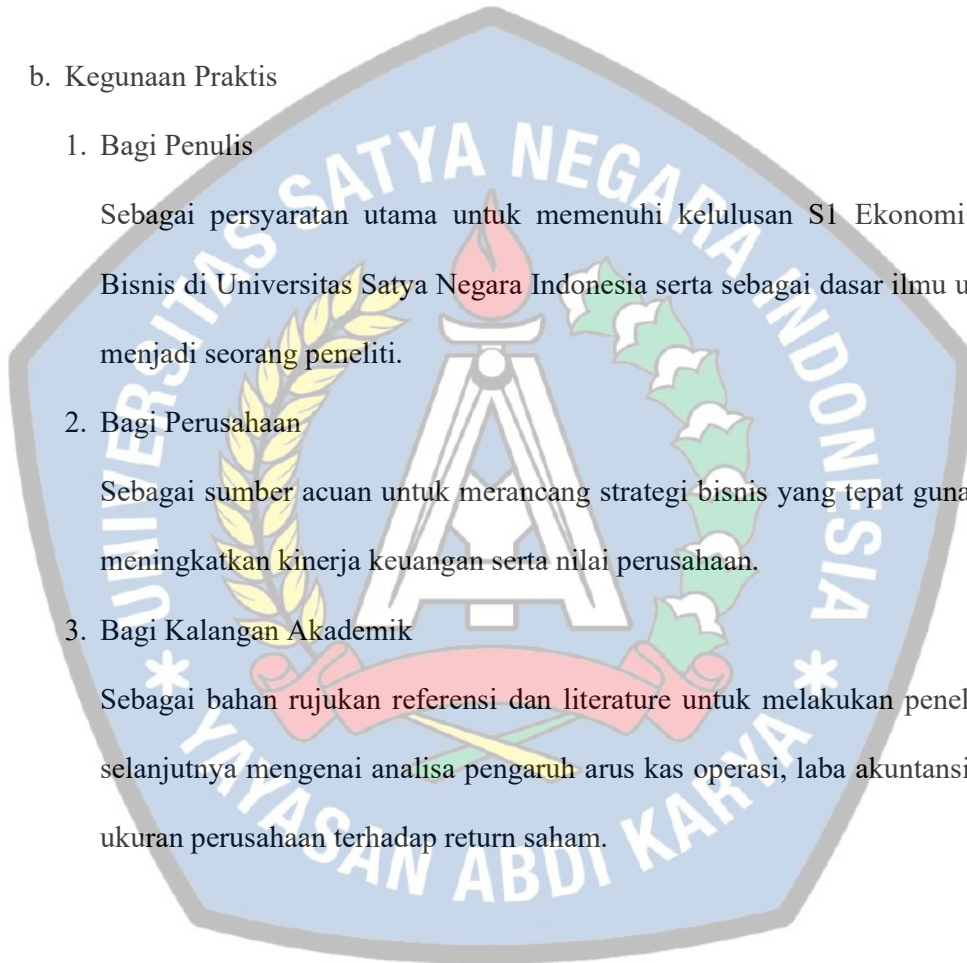 b. Kegunaan Praktis
1. Bagi Penulis
Sebagai persyaratan utama untuk memenuhi kelulusan S1 Ekonomi
Bisnis di Universitas Satya Negara Indonesia serta sebagai dasar ilmu u
menjadi seorang peneliti.
2. Bagi Perusahaan
Sebagai sumber acuan untuk merancang strategi bisnis yang tepat guna
meningkatkan kinerja keuangan serta nilai perusahaan.
3. Bagi Kalangan Akademik
Sebagai bahan rujukan referensi dan literature untuk melakukan penel
selanjutnya mengenai analisa pengaruh arus kas operasi, laba akuntansi
ukuran perusahaan terhadap return saham.
UNIVERSITAS SATYA NEGARA INDONESIA
* YAYASAN ABDI KARYA *